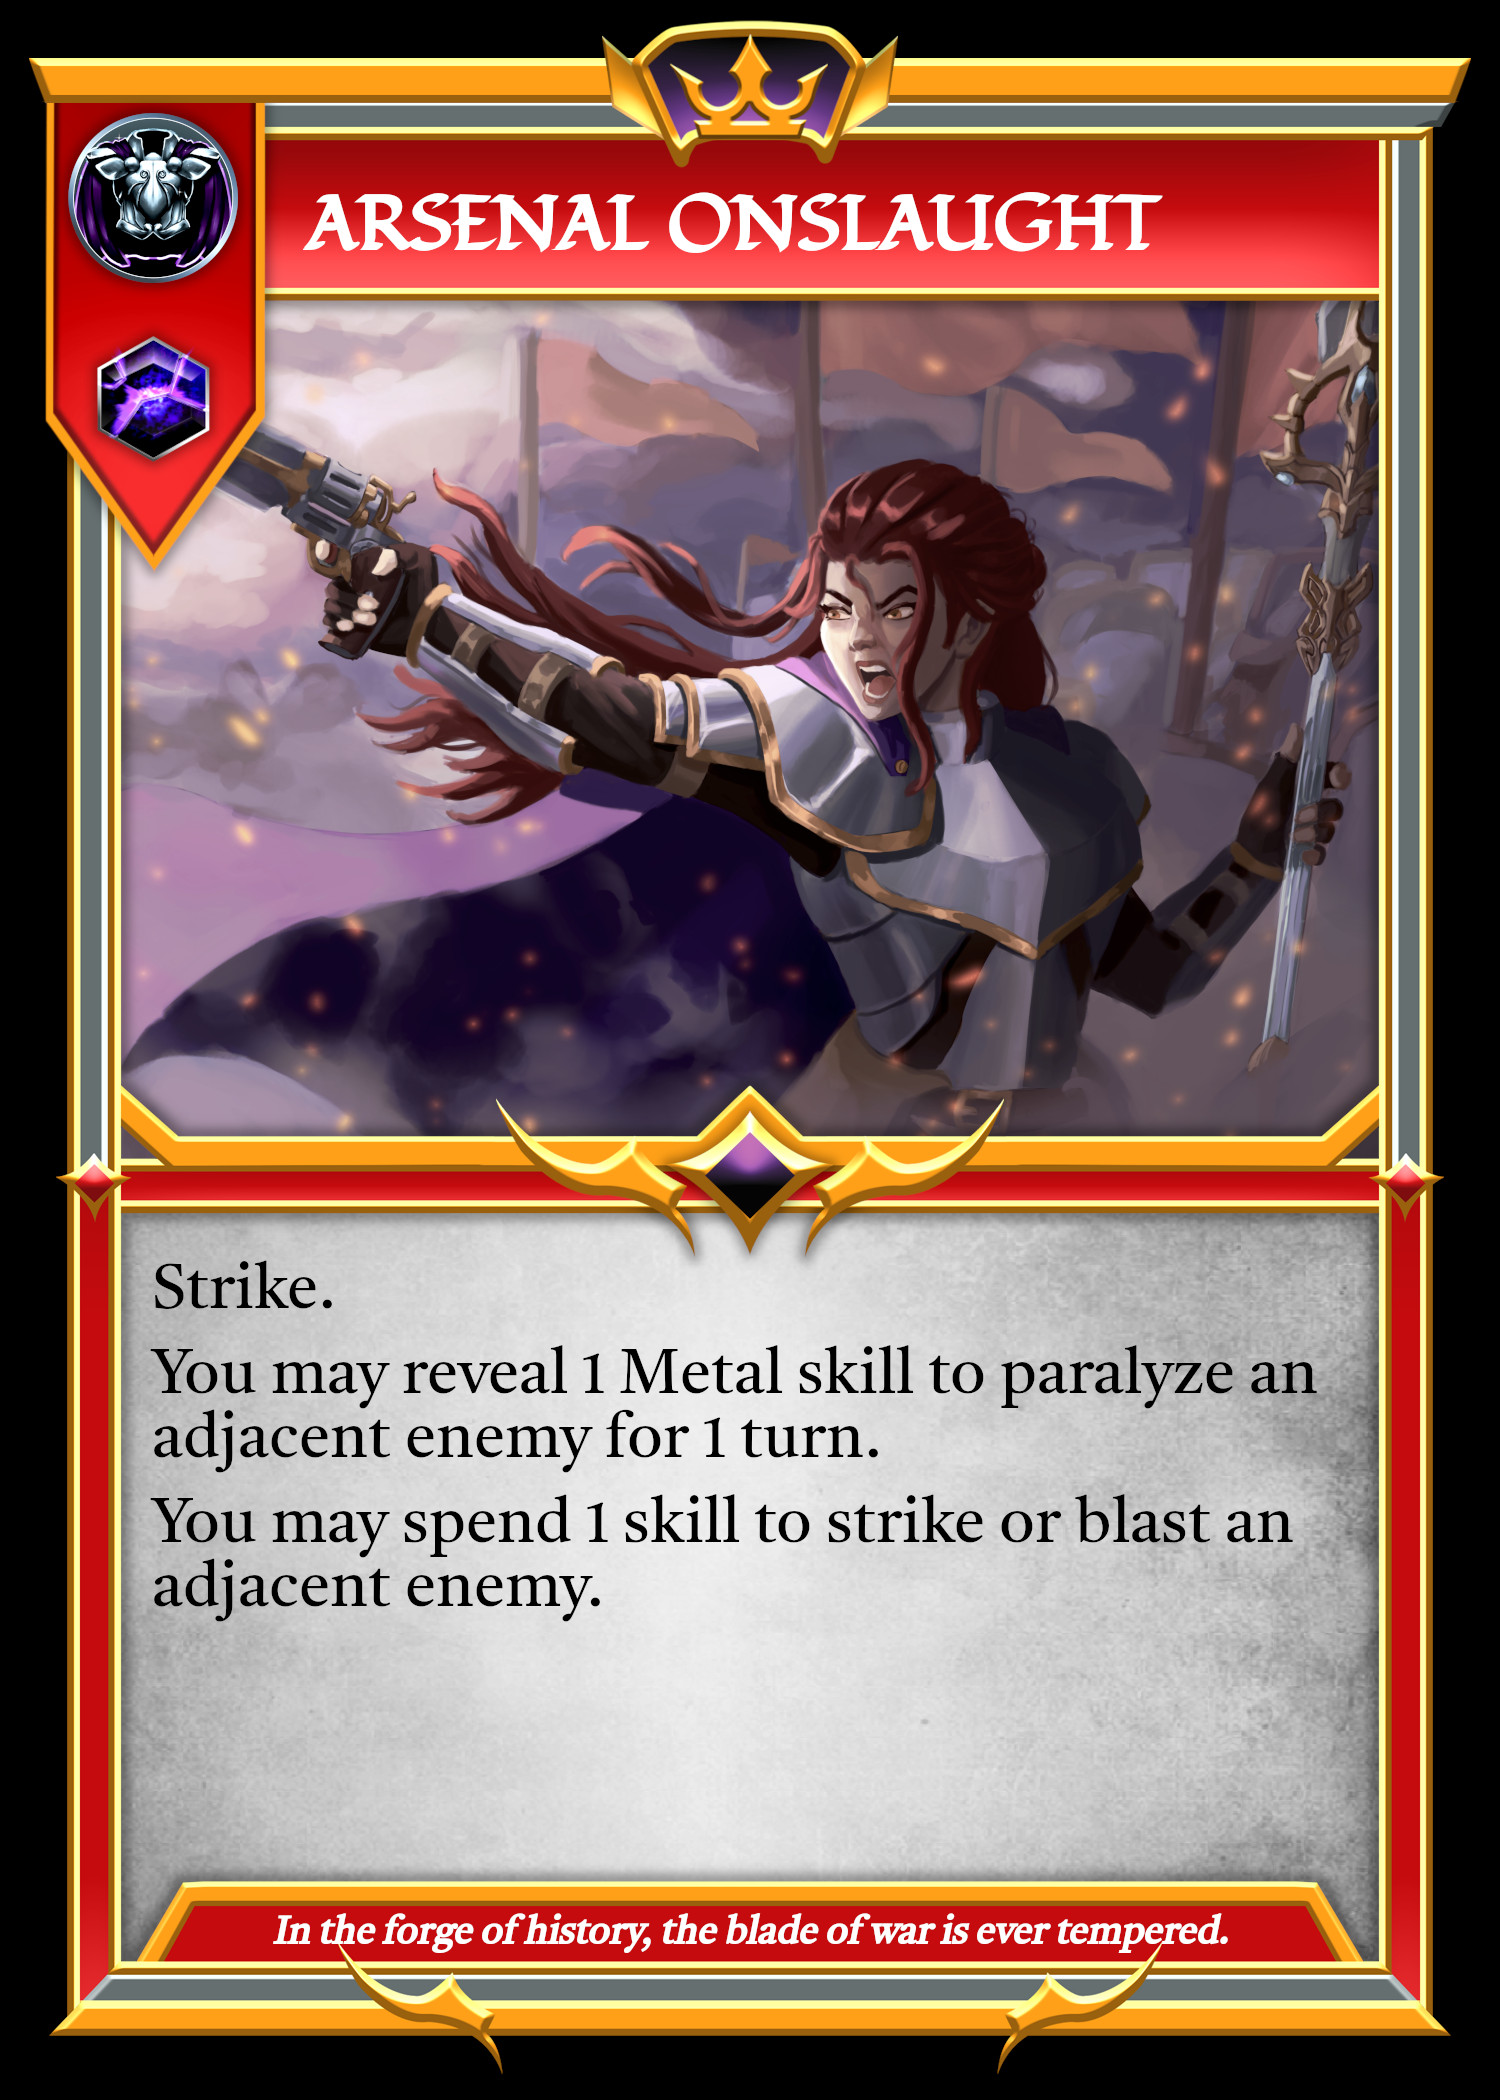 ARSENAL ONSLAUGHT
Strike.
You may reveal 1 Metal skill to paralyze an
adjacent enemy for 1 turn.
You may spend 1 skill to strike or blast an
adjacent enemy.
In the forge of history, the blade of war is ever tempered.